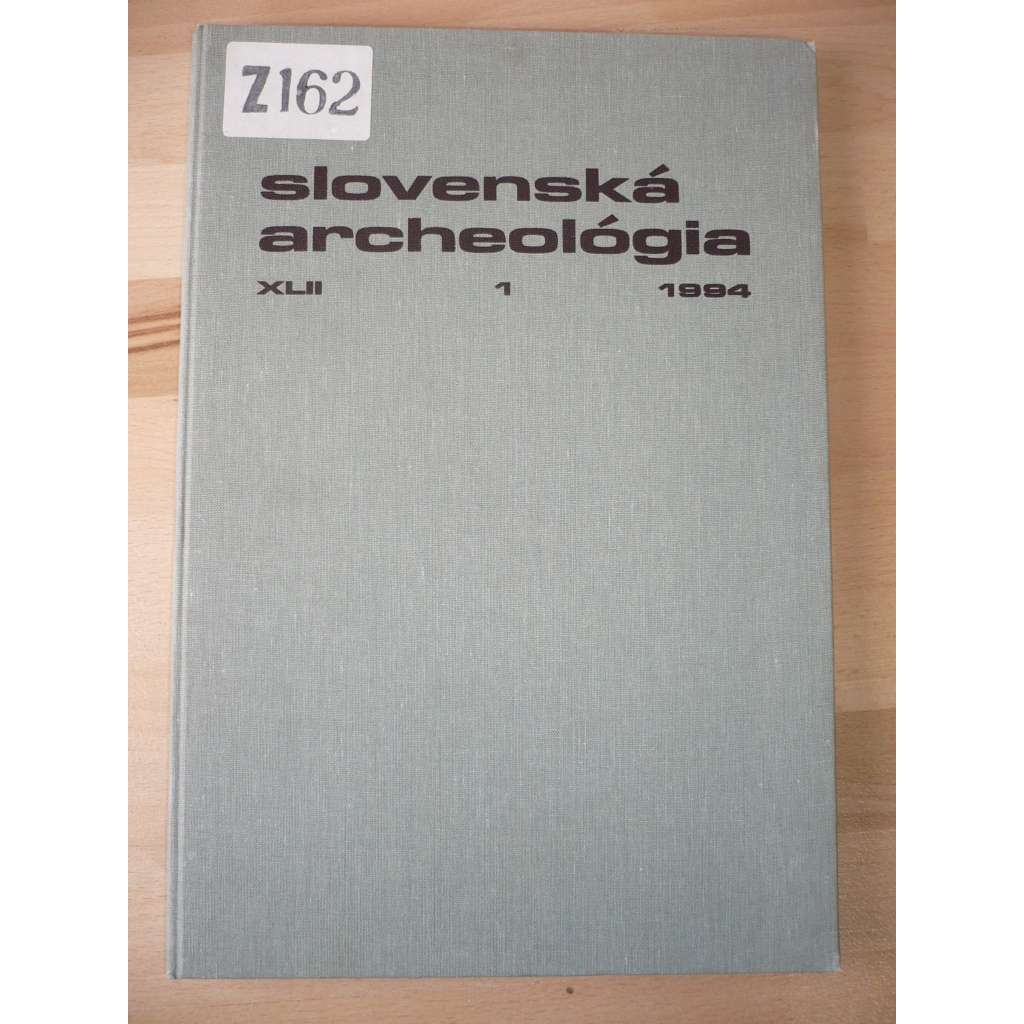 Z162
slovenská
archeológia
XLII 1 1994